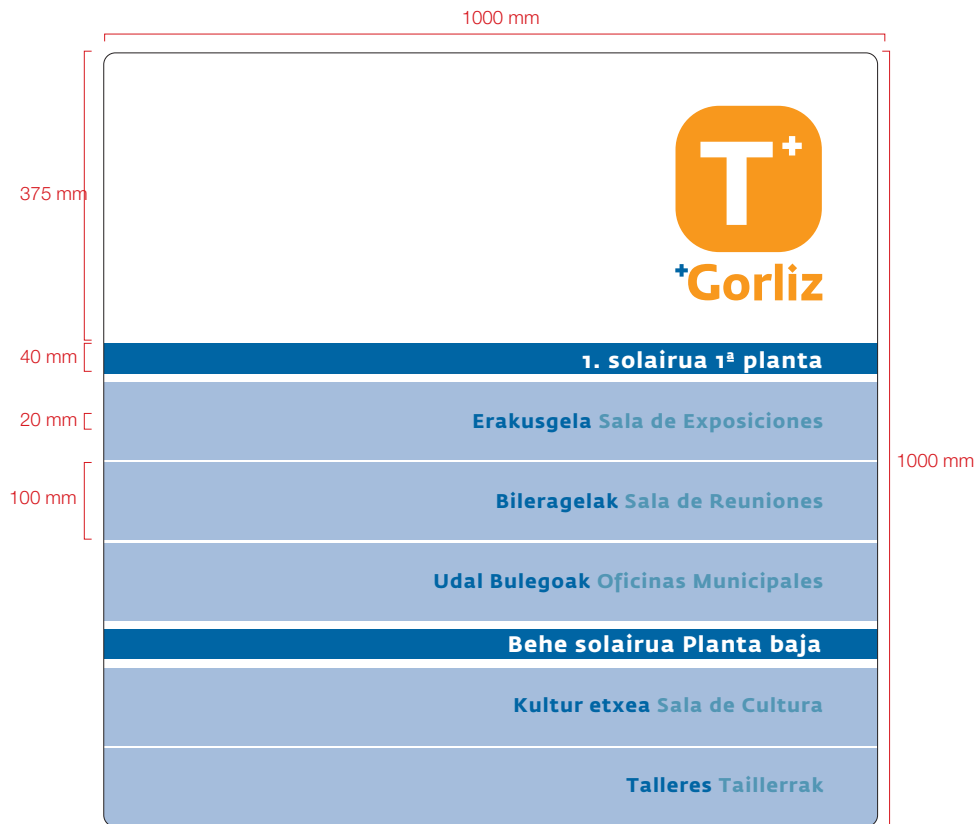 1000 mm
T+
375 mm
+Gorliz
40 mm
1. solairua 1ª planta
20 mm
Erakusgela Sala de Exposiciones
1000 mm
100 mm
Bileragelak Sala de Reuniones
Udal Bulegoak Oficinas Municipales
Behe solairua Planta baja
Kultur etxea Sala de Cultura
Talleres Taillerrak